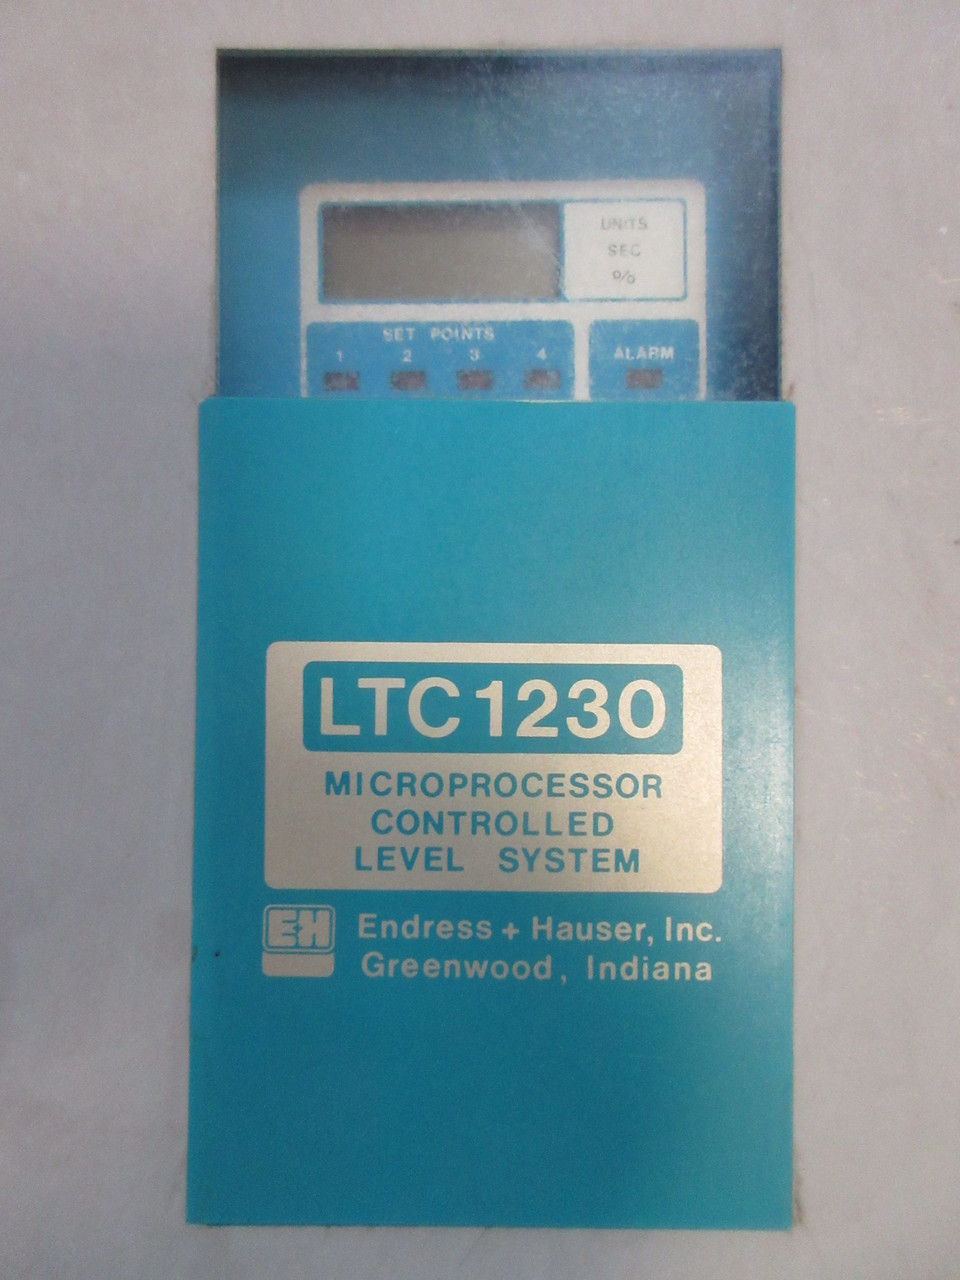 UNITS
SEC
%
SET POINTS
1 2 3 4
ALARM
LTC1230
MICROPROCESSOR
CONTROLLED
LEVEL SYSTEM
E+H
Endress + Hauser, Inc.
Greenwood, Indiana